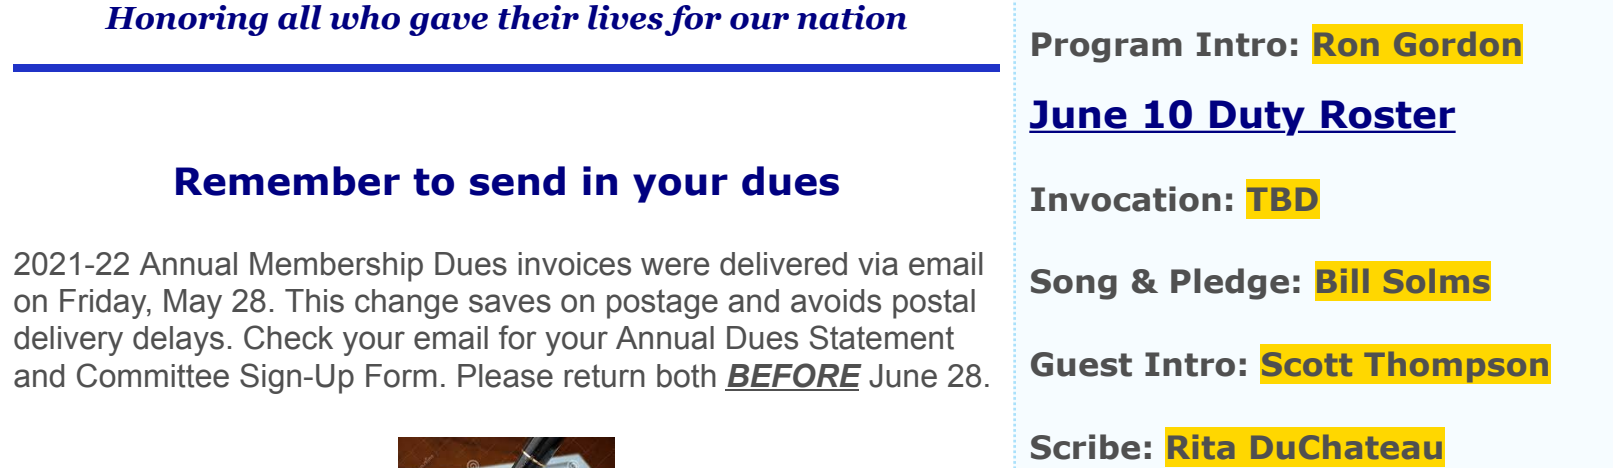 Honoring all who gave their lives for our nation
Remember to send in your dues
2021-22 Annual Membership Dues invoices were delivered via email
on Friday, May 28. This change saves on postage and avoids postal
delivery delays. Check your email for your Annual Dues Statement
and Committee Sign-Up Form. Please return both BEFORE June 28.
Program Intro: Ron Gordon
June 10 Duty Roster
Invocation: TBD
Song & Pledge: Bill Solms
Guest Intro: Scott Thompson
Scribe: Rita DuChateau